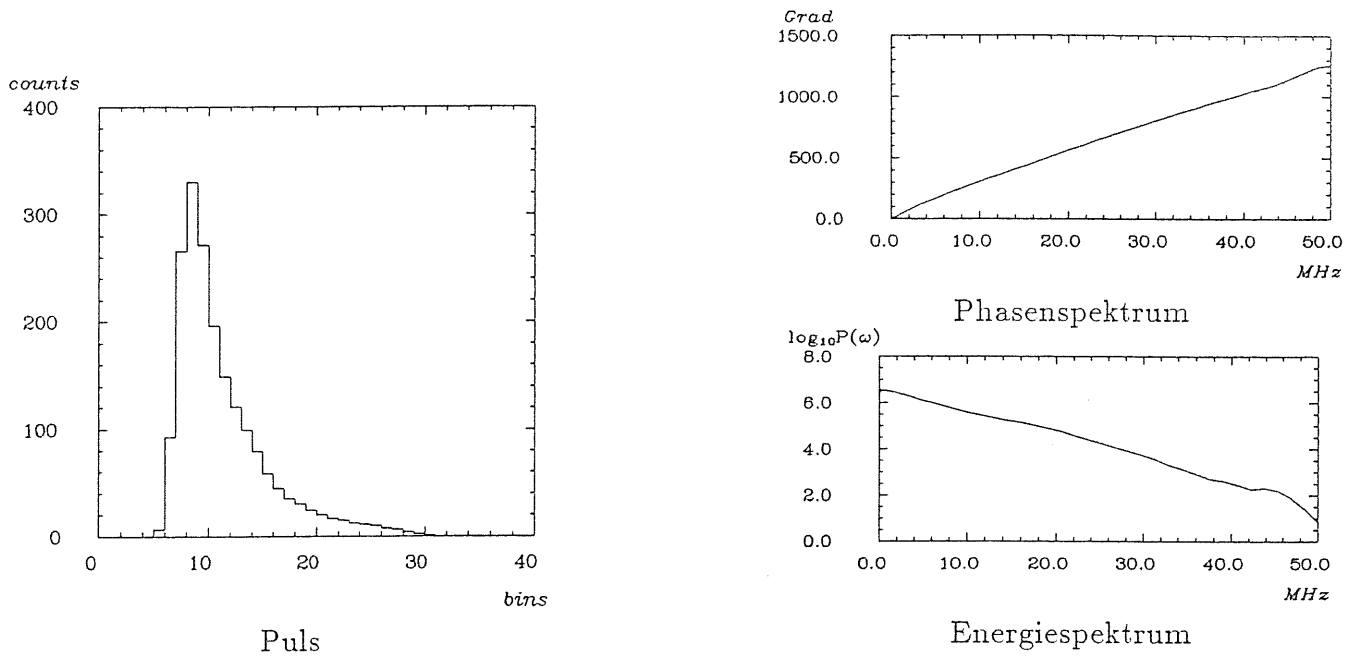 counts
400
300
200
100
0
0 10 20 30 40
bins
Puls
Grad
1500.0
1000.0
500.0
0.0
0.0 10.0 20.0 30.0 40.0 50.0
MHz
Phasenspektrum
log₁₀P(ω)
8.0
6.0
4.0
2.0
0.0
0.0 10.0 20.0 30.0 40.0 50.0
MHz
Energiespektrum